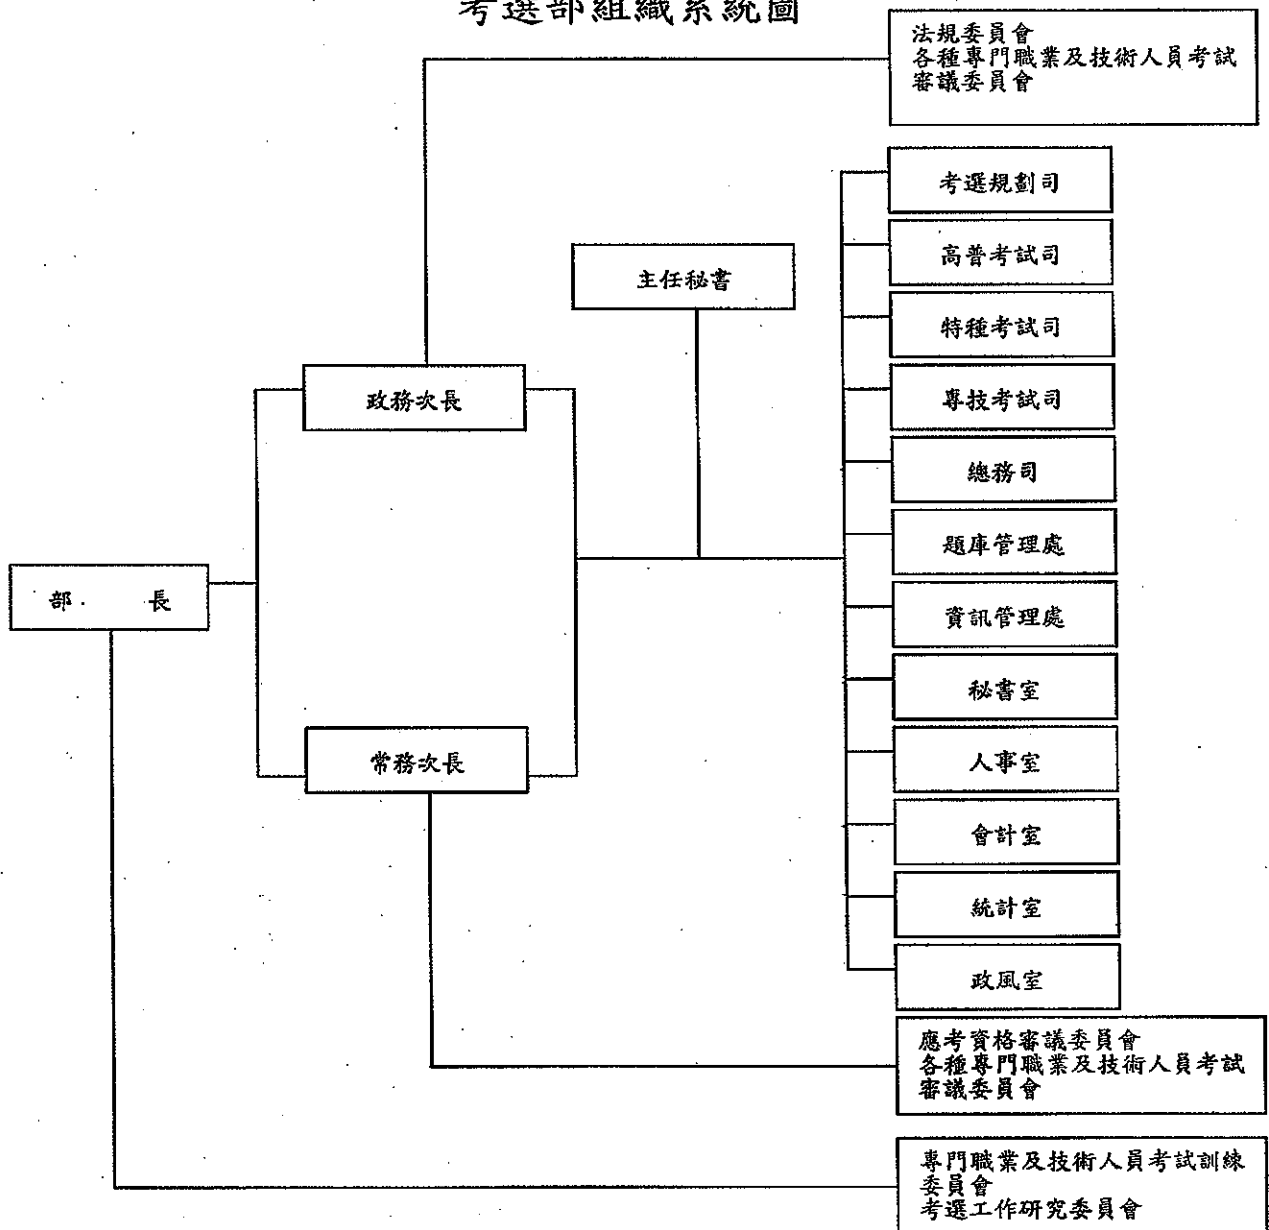 考選部組織系統圖
法規委員會
各種專門職業及技術人員考試
審議委員會
考選規劃司
高普考試司
主任秘書
特種考試司
政務次長
專技考試司
總務司
題庫管理處
部 長
資訊管理處
秘書室
常務次長
人事室
會計室
統計室
政風室
應考資格審議委員會
各種專門職業及技術人員考試
審議委員會
專門職業及技術人員考試訓練
委員會
考選工作研究委員會